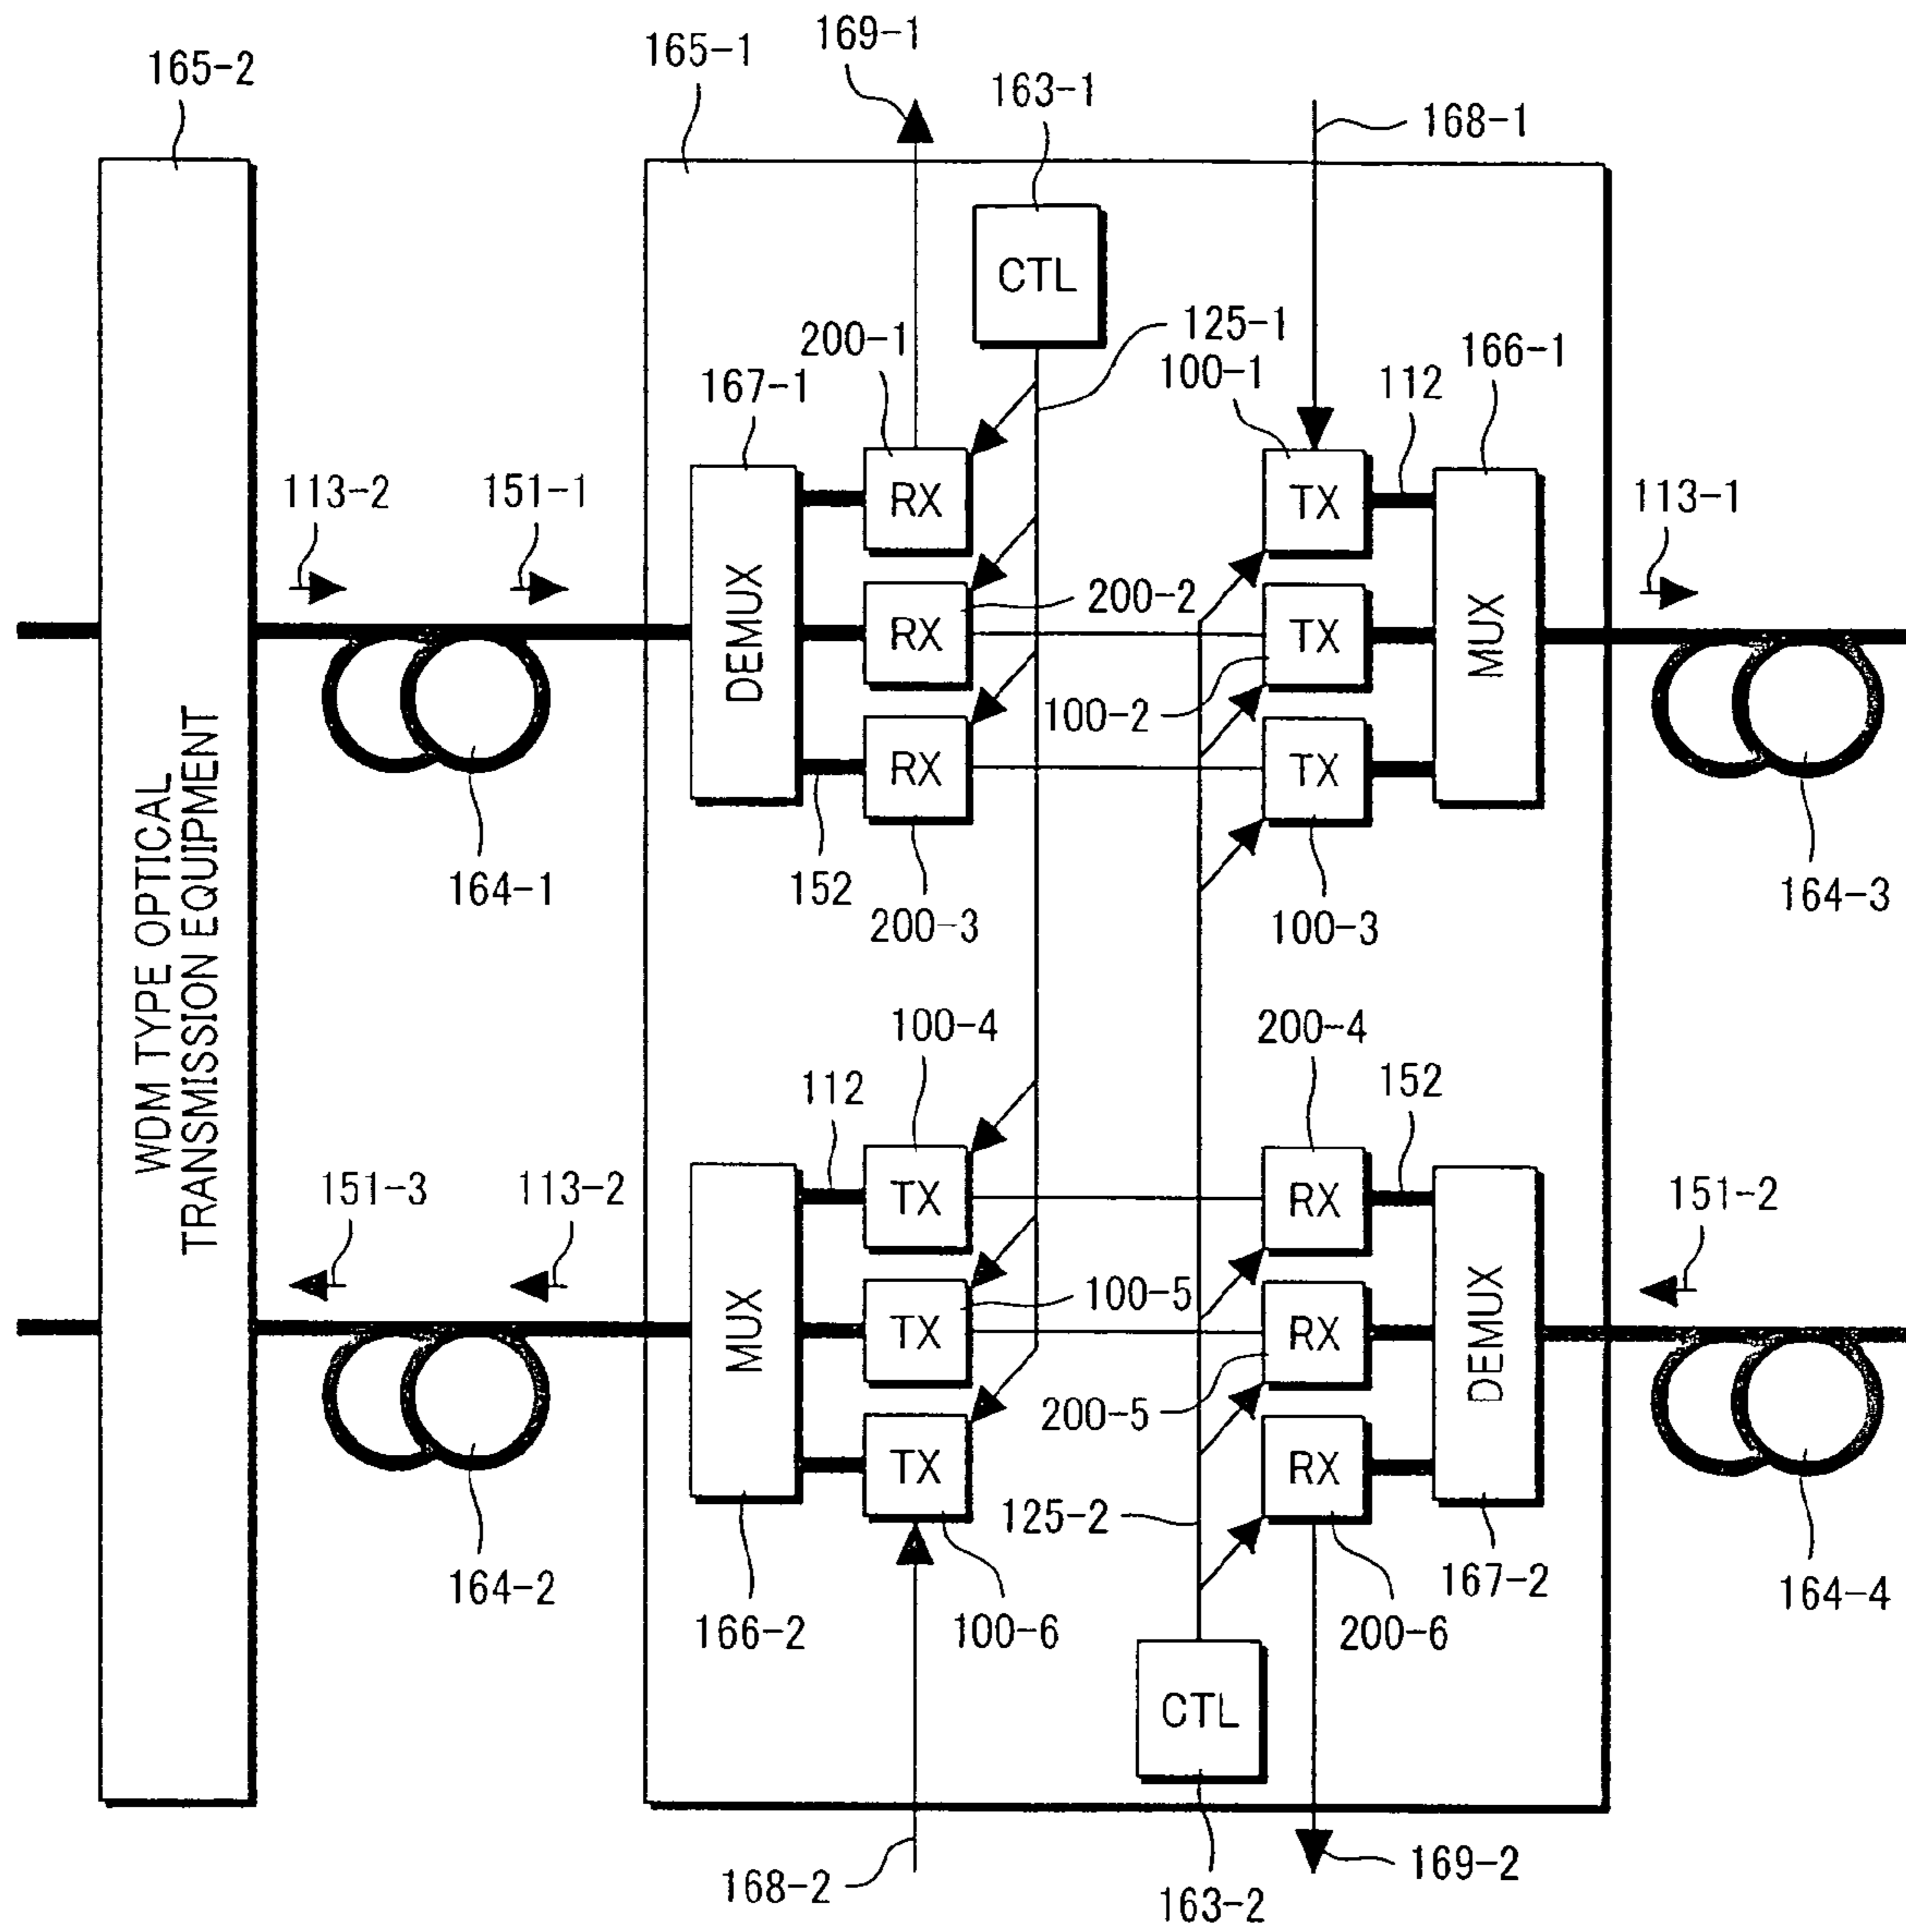 169-1
165-2
165-1
163-1
168-1
CTL
200-1
125-1
100-1
166-1
167-1
112
113-2
151-1
RX
TX
113-1
DEMUX
200-2
MUX
RX
TX
100-2
RX
TX
WDM TYPE OPTICAL
TRANSMISSION EQUIPMENT
164-1
152
200-3
100-3
164-3
100-4
200-4
112
152
151-3
113-2
TX
RX
151-2
MUX
100-5
DEMUX
TX
RX
200-5
TX
RX
125-2
164-2
166-2
100-6
200-6
167-2
164-4
CTL
168-2
163-2
169-2